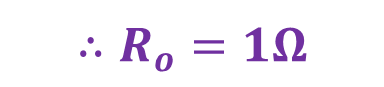 ∴ Rₒ = 1Ω